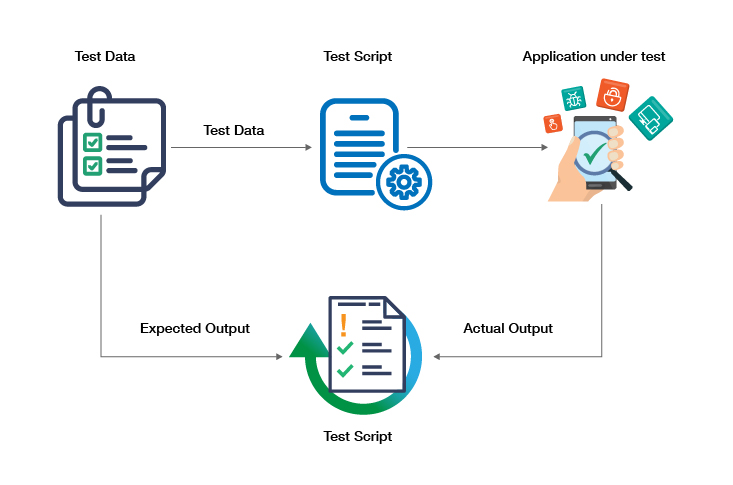 Test Data
Test Script
Application under test
Test Data
Expected Output
Actual Output
Test Script